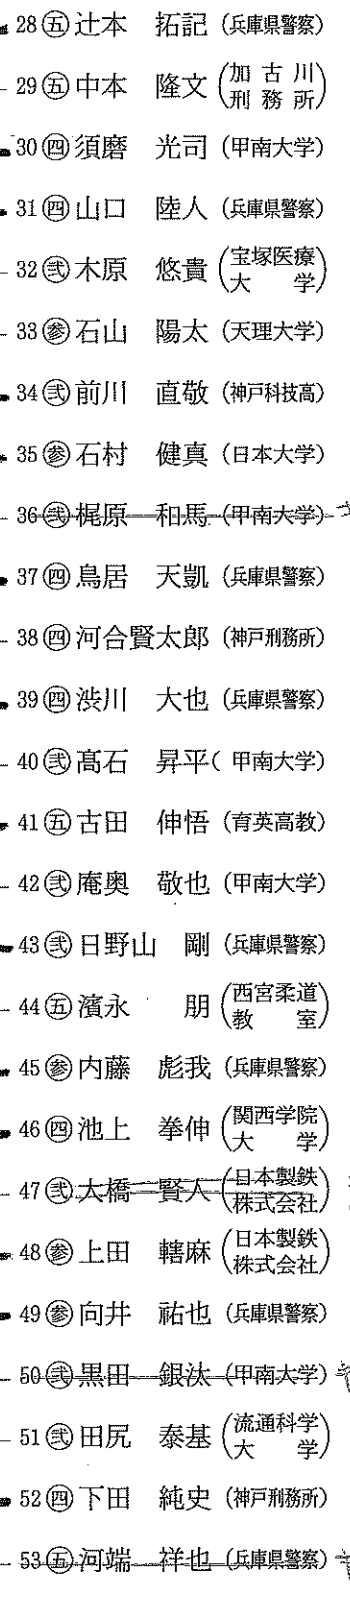 28㊄辻本 拓記(兵庫県警察)
29㊄中本 隆文(加古川刑務所)
30㊃須磨 光司(甲南大学)
31㊃山口 陸人(兵庫県警察)
32弐木原 悠貴(宝塚医療大学)
33参石山 陽太(天理大学)
34弐前川 直敬(神戸科技高)
35参石村 健真(日本大学)
36弐梶原 和馬(甲南大学)
37㊃鳥居 天凱(兵庫県警察)
38㊃河合賢太郎(神戸刑務所)
39㊃渋川 大也(兵庫県警察)
40弐髙石 昇平(甲南大学)
41㊄古田 伸悟(育英高教)
42弐庵奥 敬也(甲南大学)
43弐日野山 剛(兵庫県警察)
44㊄濱永 朋(西宮柔道教室)
45参内藤 彪我(兵庫県警察)
46㊃池上 拳伸(関西学院大学)
47弐大橋 賢人(日本製鉄株式会社)
48参上田 轄麻(日本製鉄株式会社)
49参向井 祐也(兵庫県警察)
50弐黒田 銀汰(甲南大学)
51弐田尻 泰基(流通科学大学)
52㊃下田 純史(神戸刑務所)
53㊄河端 祥也(兵庫県警察)